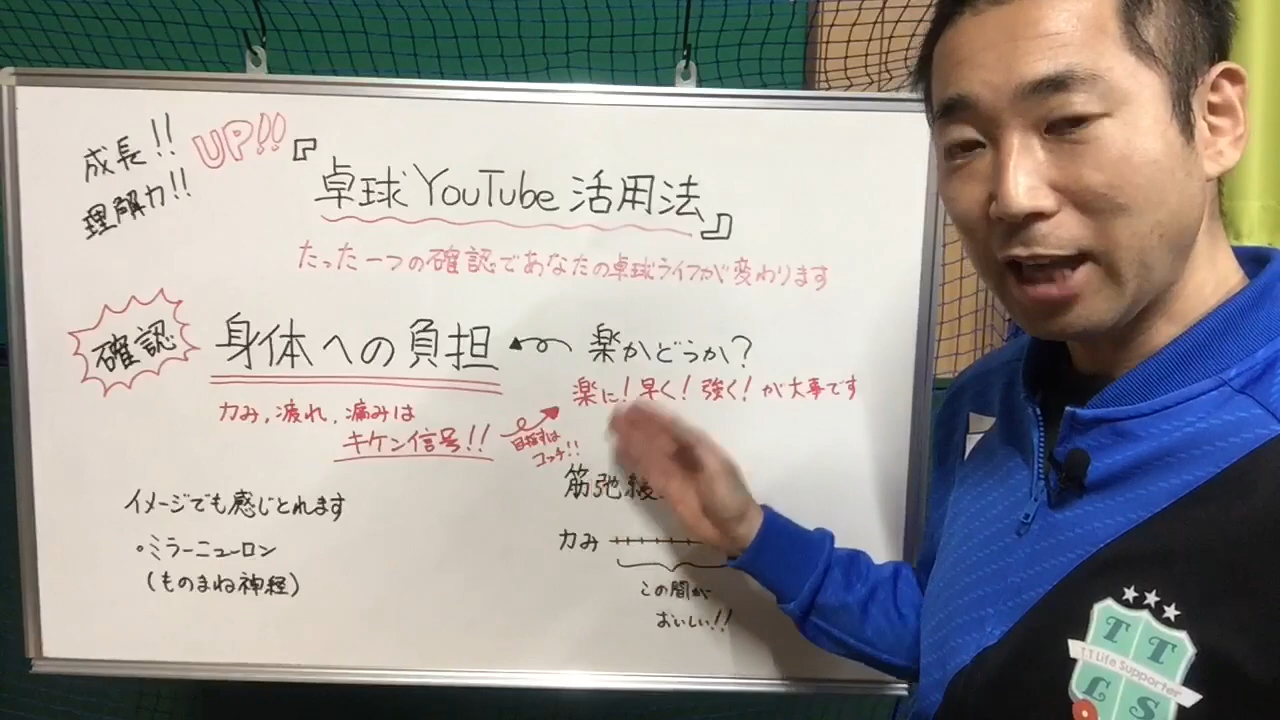 成長!! UP!!
理解力!!
『卓球YouTube活用法』
たった一つの確認であなたの卓球ライフが変わります
確認
身体への負担
楽かどうか?
楽に!早く!強く!が大事です
力み,疲れ,痛みは
キケン信号!!
目指すは
コッチ!!
筋弛緩
イメージでも感じとれます
力み
・ミラーニューロン
(ものまね神経)
この間が
おいしい!!
T T
T.T Life Supporter
L S